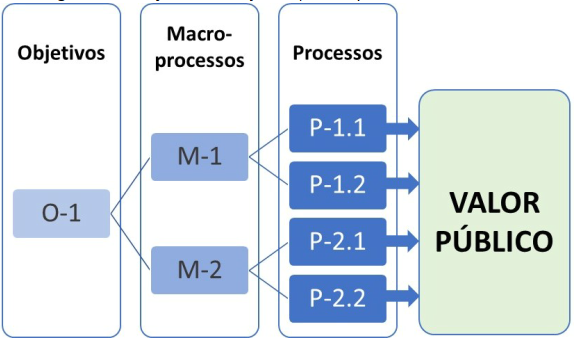 Objetivos
Macro-
processos
Processos
O-1
M-1
M-2
P-1.1
P-1.2
P-2.1
P-2.2
VALOR
PÚBLICO